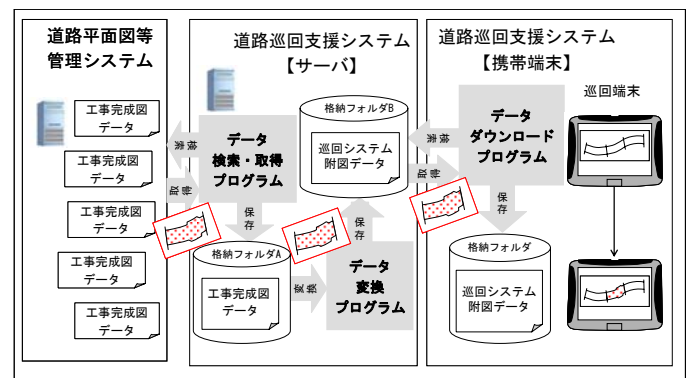 道路平面図等
管理システム
工事完成図
データ
工事完成図
データ
工事完成図
データ
工事完成図
データ
工事完成図
データ
道路巡回支援システム
【サーバ】
データ
検索・取得
プログラム
取得
保存
格納フォルダA
工事完成図
データ
変換
データ
変換
プログラム
保存
格納フォルダB
巡回システム
附図データ
道路巡回支援システム
【携帯端末】
データ
ダウンロード
プログラム
取得
保存
格納フォルダ
巡回システム
附図データ
巡回端末